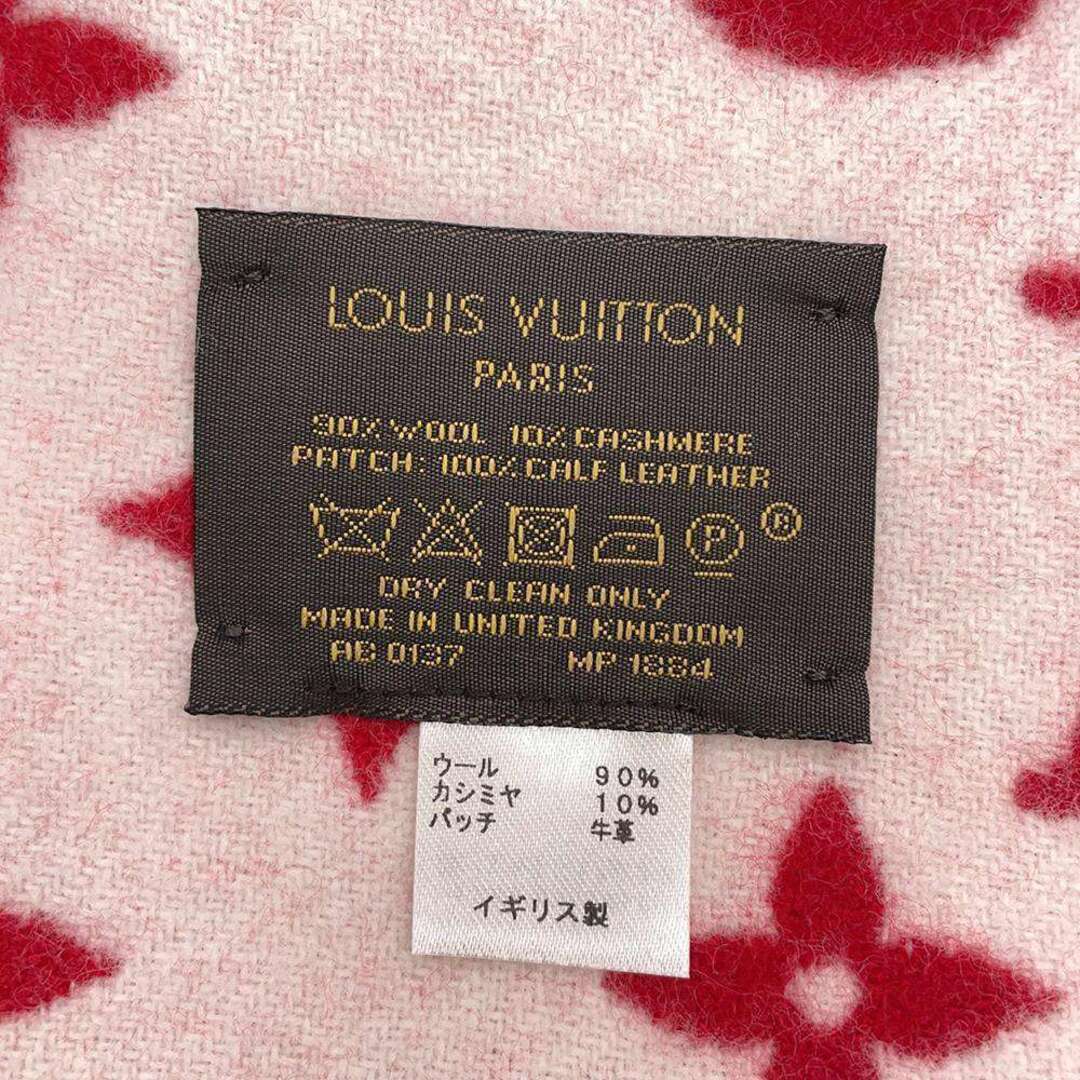 LOUIS VUITTON
PARIS
90% WOOL 10% CASHMERE
PATCH: 100% CALF LEATHER
P ®
DRY CLEAN ONLY
MADE IN UNITED KINGDOM
AB 0137 MP 1884
ウール 90%
カシミヤ 10%
パッチ 牛革
イギリス製